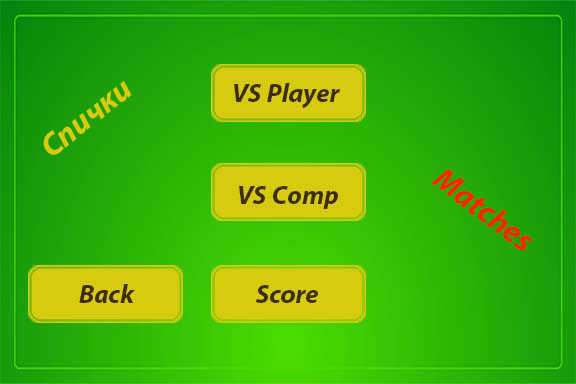 VS Player
Спички
VS Comp
Matches
Back
Score